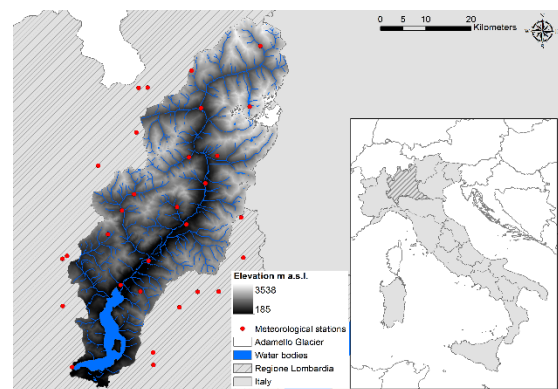 0 5 10 20
Kilometers
N
Elevation m a.s.l.
3538
185
Meteorological stations
Adamello Glacier
Water bodies
Regione Lombardia
Italy